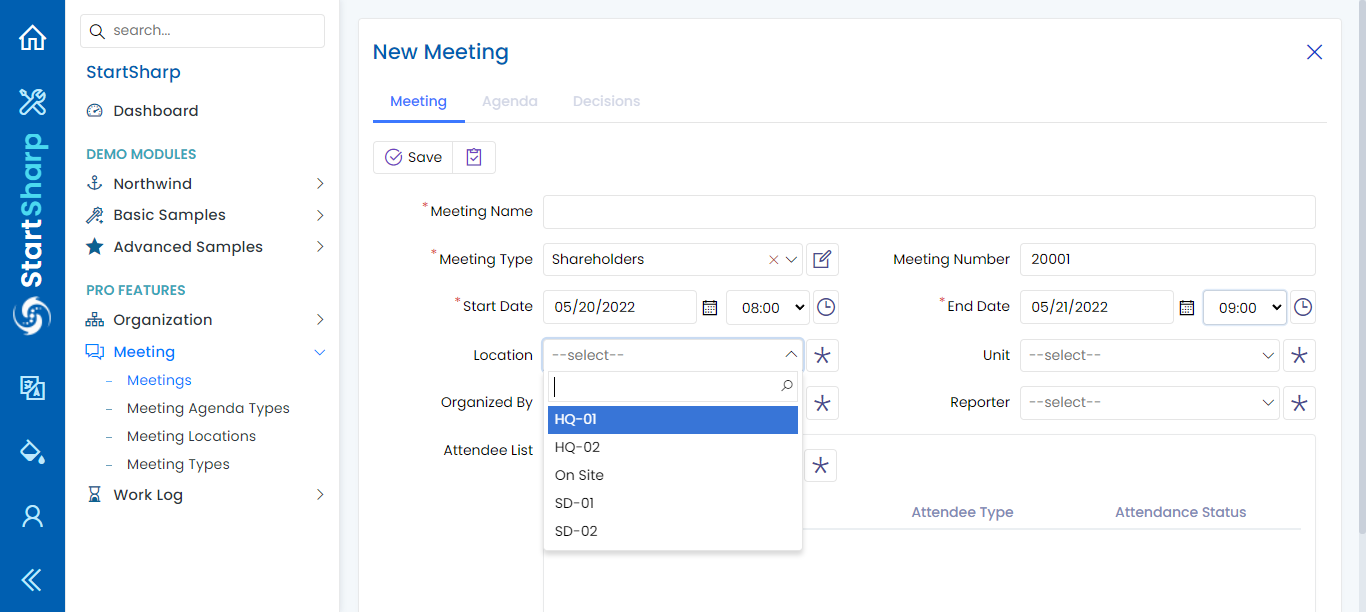 StartSharp
search...
StartSharp
Dashboard
DEMO MODULES
Northwind
Basic Samples
Advanced Samples
PRO FEATURES
Organization
Meeting
Meetings
Meeting Agenda Types
Meeting Locations
Meeting Types
Work Log
New Meeting
Meeting Agenda Decisions
Save
*Meeting Name
*Meeting Type Shareholders Meeting Number 20001
*Start Date 05/20/2022 08:00 *End Date 05/21/2022 09:00
Location --select-- Unit --select--
Organized By Reporter --select--
Attendee List
HQ-01
HQ-02
On Site
SD-01
SD-02
Attendee Type Attendance Status